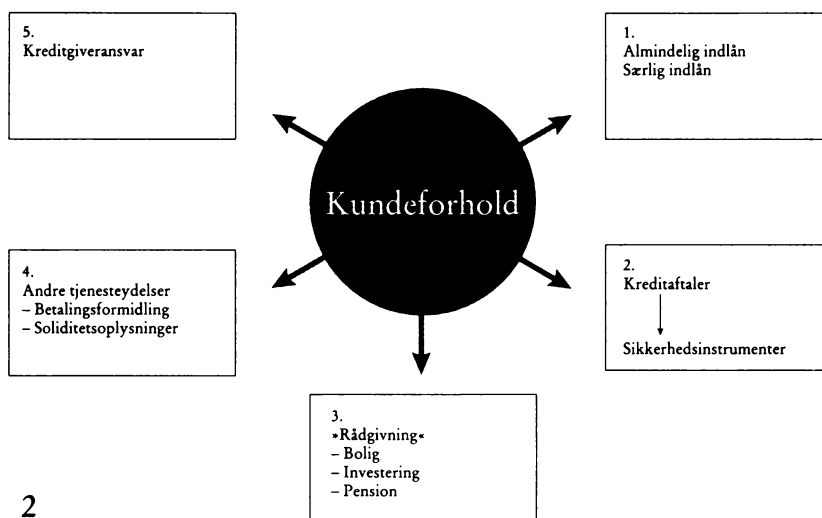 5.
Kreditgiveransvar
1.
Almindelig indlån
Særlig indlån
Kundeforhold
4.
Andre tjenesteydelser
– Betalingsformidling
– Soliditetsoplysninger
2.
Kreditaftaler
Sikkerhedsinstrumenter
3.
»Rådgivning«
– Bolig
– Investering
– Pension
2